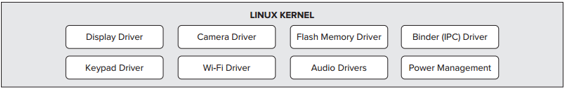 LINUX KERNEL
Display Driver Camera Driver Flash Memory Driver Binder (IPC) Driver
Keypad Driver Wi-Fi Driver Audio Drivers Power Management